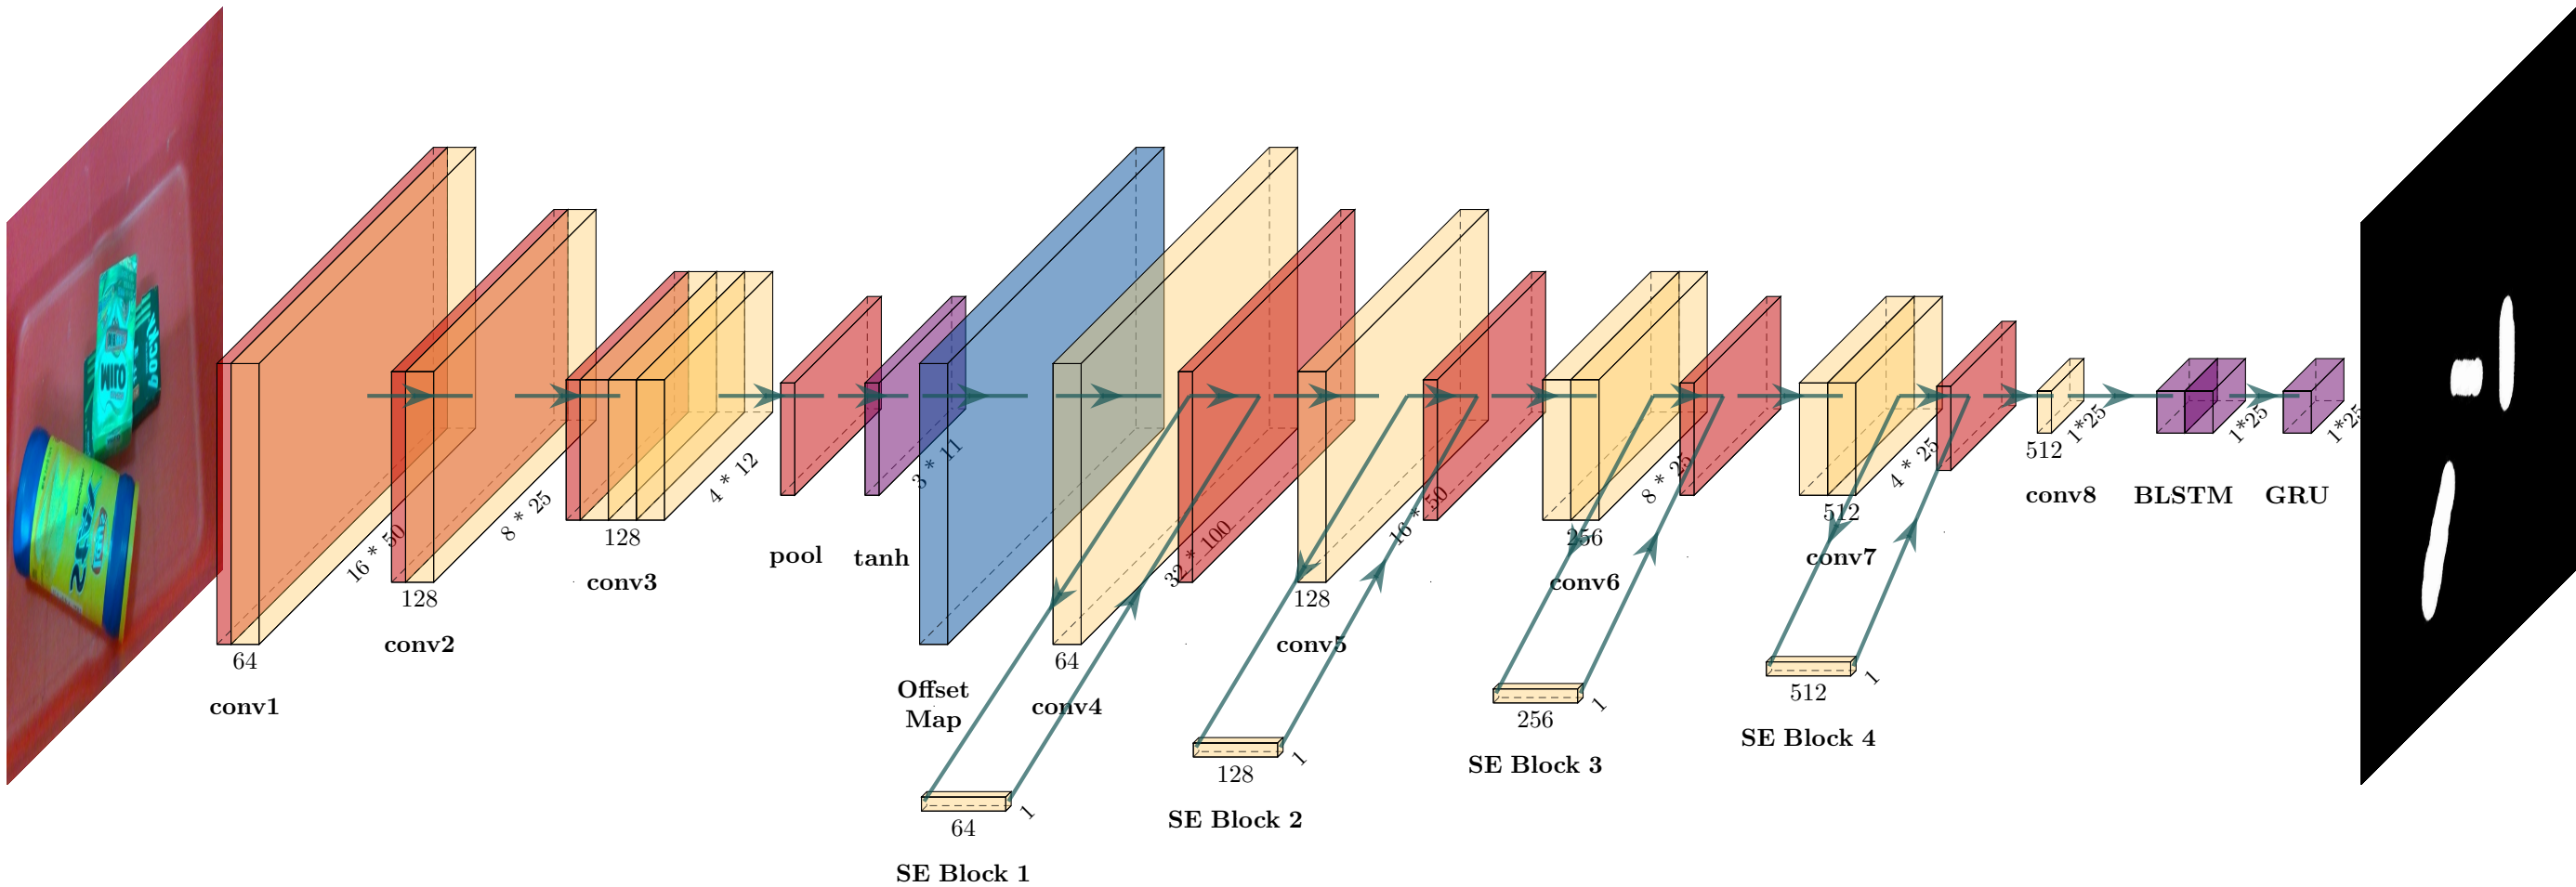 64
16 * 50
conv1
128
8 * 25
conv2
128
4 * 12
conv3
pool
tanh
3 * 11
Offset
Map
64
32 * 100
conv4
64
1
SE Block 1
128
16 * 50
conv5
128
1
SE Block 2
256
8 * 25
conv6
256
1
SE Block 3
512
4 * 25
conv7
512
1
SE Block 4
512
1*25
conv8
1*25
BLSTM
1*25
GRU